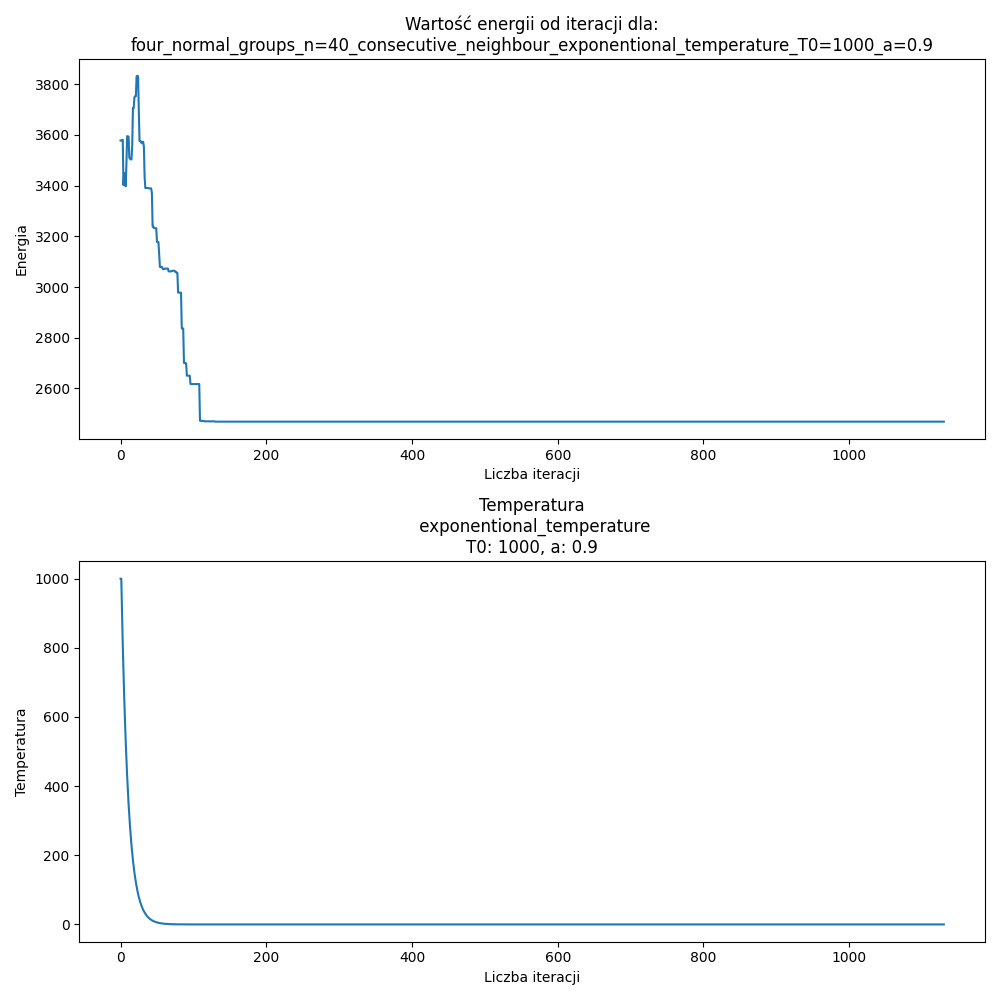 Wartość energii od iteracji dla:
four_normal_groups_n=40_consecutive_neighbour_exponentional_temperature_T0=1000_a=0.9
3800
3600
3400
3200
3000
2800
2600
Energia
0 200 400 600 800 1000
Liczba iteracji
Temperatura
exponentional_temperature
T0: 1000, a: 0.9
1000
800
600
400
200
0
Temperatura
0 200 400 600 800 1000
Liczba iteracji